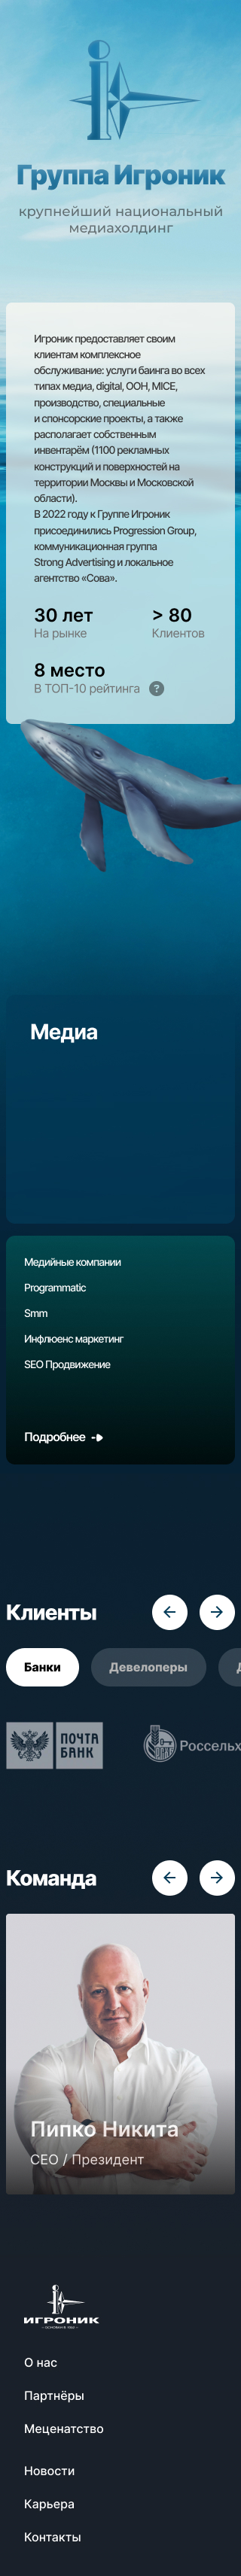 Группа Игроник
крупнейший национальный
медиахолдинг
Игроник предоставляет своим
клиентам комплексное
обслуживание: услуги баинга во всех
типах медиа, digital, OOH, MICE,
производство, специальные
и спонсорские проекты, а также
располагает собственным
инвентарём (1100 рекламных
конструкций и поверхностей на
территории Москвы и Московской
области).
В 2022 году к Группе Игроник
присоединились Progression Group,
коммуникационная группа
Strong Advertising и локальное
агентство «Сова».
30 лет
> 80
На рынке
Клиентов
8 место
В ТОП-10 рейтинга ?
Медиа
Медийные компании
Programmatic
Smm
Инфлюенс маркетинг
SEO Продвижение
Подробнее
Клиенты
Банки
Девелоперы
ПОЧТА
БАНК
Россельх
Команда
Пипко Никита
CEO / Президент
ИГРОНИК
О нас
Партнёры
Меценатство
Новости
Карьера
Контакты